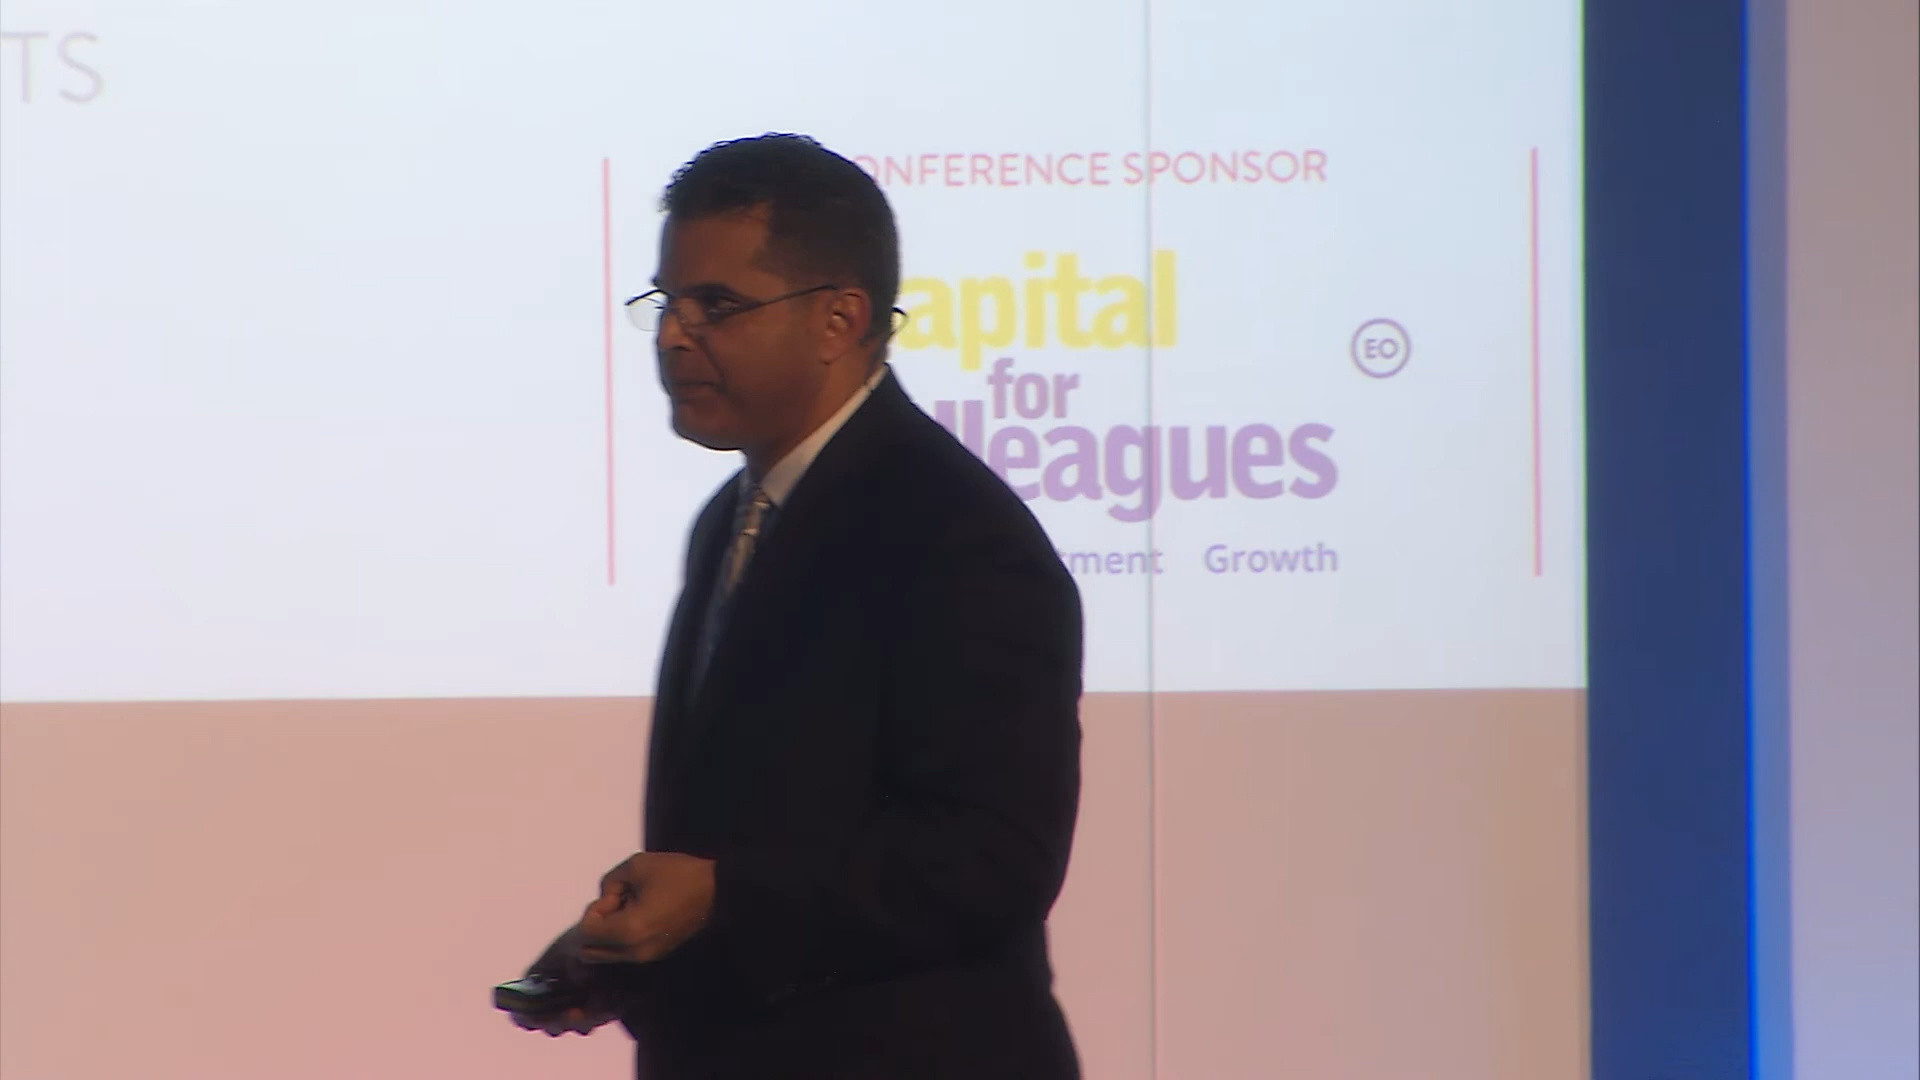 TS
ONFERENCE SPONSOR
apital
for
lleagues
EO
tment Growth